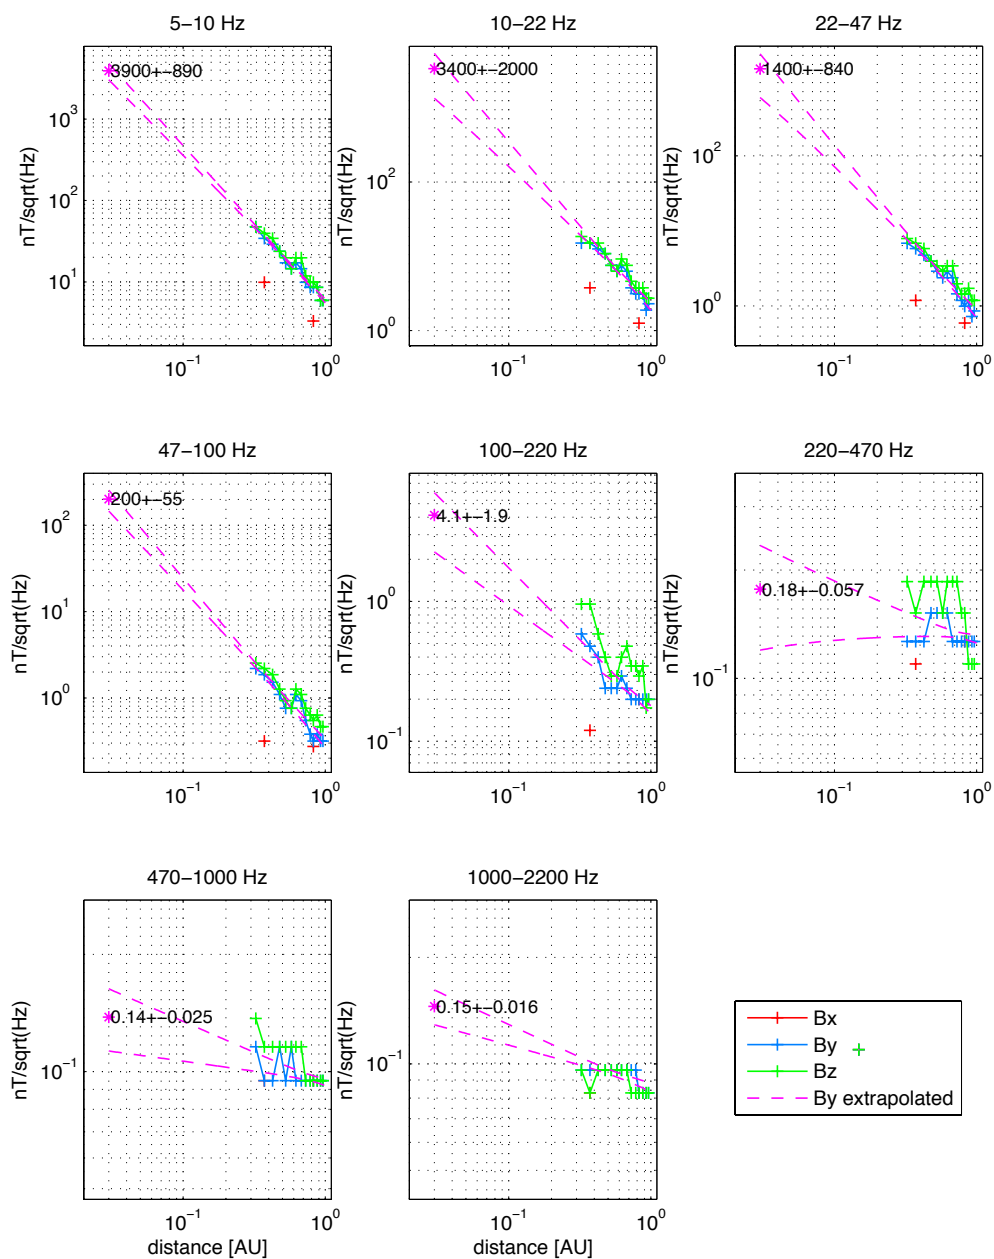 5−10 Hz
10−22 Hz
22−47 Hz
nT/sqrt(Hz)
10^3
10^2
10^1
3900+−890
10^−1
10^0
nT/sqrt(Hz)
10^2
10^0
3400+−2000
10^−1
10^0
nT/sqrt(Hz)
10^2
10^0
1400+−840
10^−1
10^0
47−100 Hz
100−220 Hz
220−470 Hz
nT/sqrt(Hz)
10^2
10^1
10^0
200+−55
10^−1
10^0
nT/sqrt(Hz)
10^0
10^−1
4.1+−1.9
10^−1
10^0
nT/sqrt(Hz)
10^−1
0.18+−0.057
10^−1
10^0
470−1000 Hz
1000−2200 Hz
nT/sqrt(Hz)
10^−1
0.14+−0.025
10^−1
10^0
distance [AU]
nT/sqrt(Hz)
10^−1
0.15+−0.016
10^−1
10^0
distance [AU]
Bx
By
Bz
By extrapolated